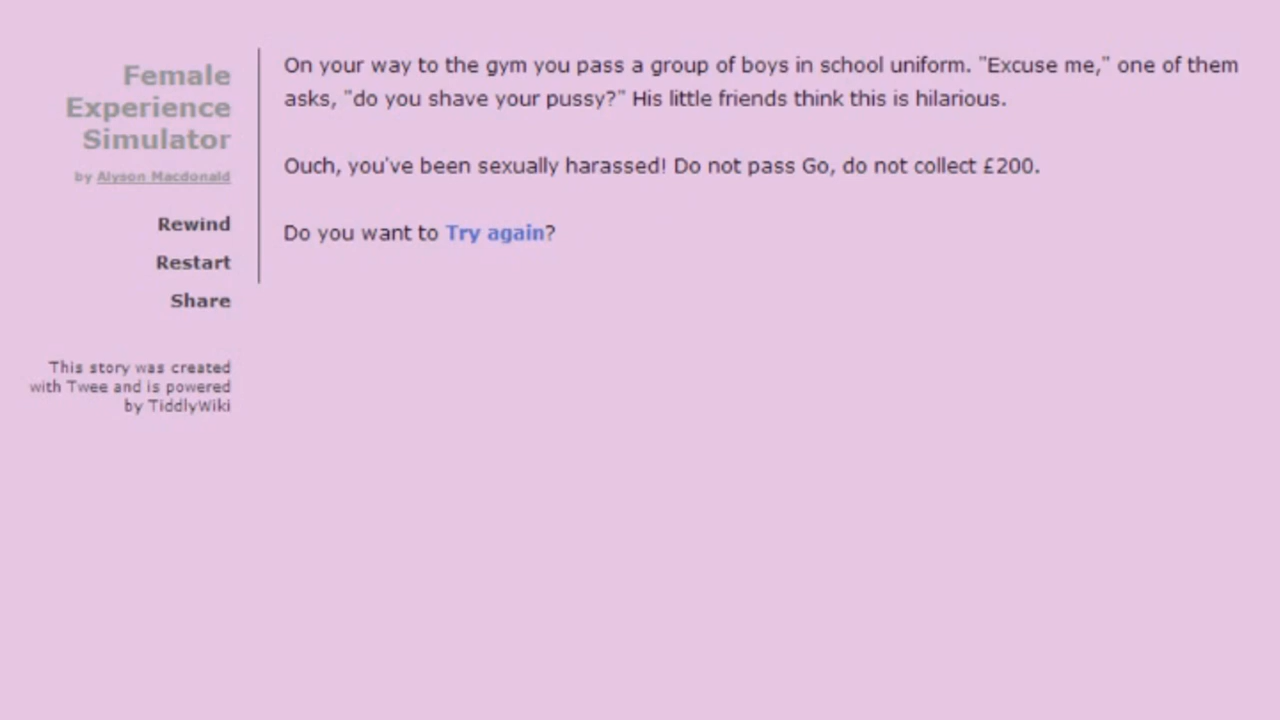 Female
Experience
Simulator
by Alyson Macdonald
Rewind
Restart
Share
This story was created
with Twee and is powered
by TiddlyWiki
On your way to the gym you pass a group of boys in school uniform. "Excuse me," one of them
asks, "do you shave your pussy?" His little friends think this is hilarious.
Ouch, you've been sexually harassed! Do not pass Go, do not collect £200.
Do you want to Try again?